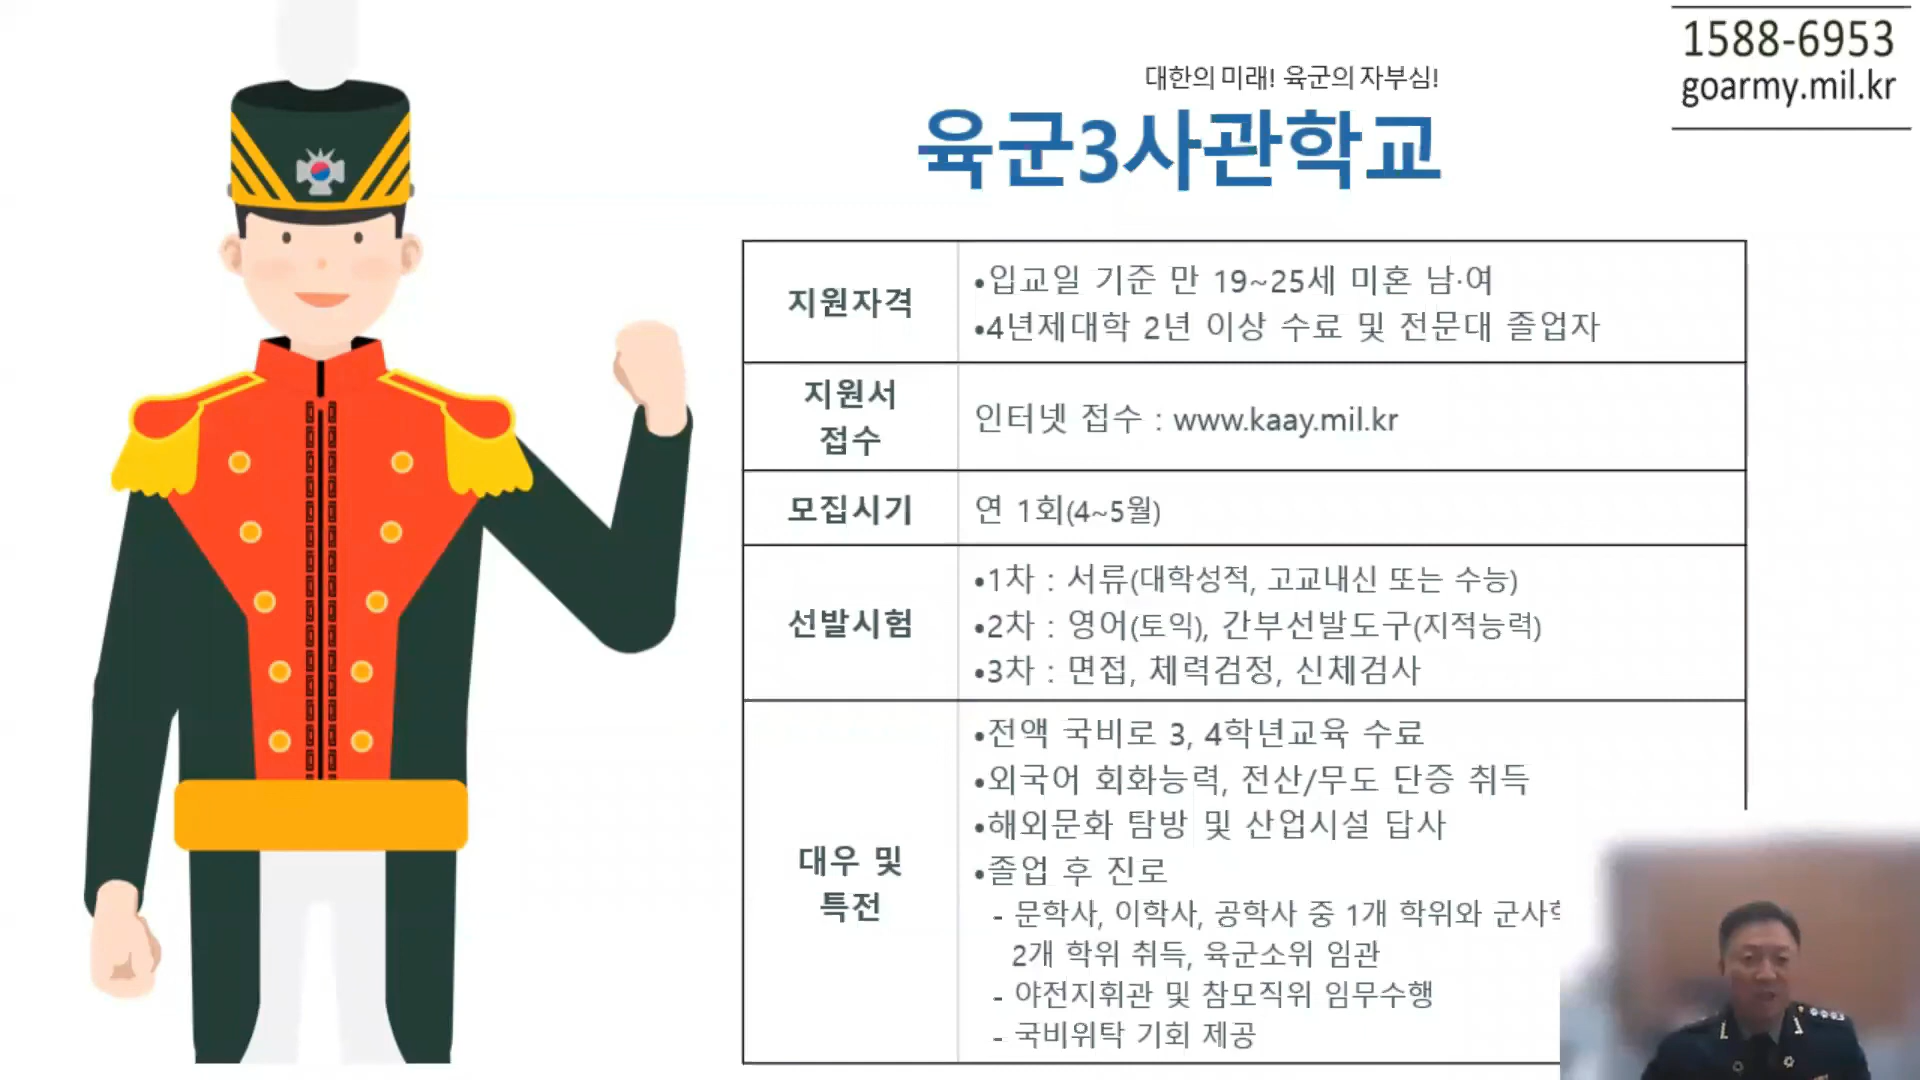 1588-6953
goarmy.mil.kr
대한의 미래! 육군의 자부심!
육군3사관학교
지원자격
•입교일 기준 만 19~25세 미혼 남·여
•4년제대학 2년 이상 수료 및 전문대 졸업자
지원서
접수
인터넷 접수 : www.kaay.mil.kr
모집시기
연 1회(4~5월)
선발시험
•1차 : 서류(대학성적, 고교내신 또는 수능)
•2차 : 영어(토익), 간부선발도구(지적능력)
•3차 : 면접, 체력검정, 신체검사
대우 및
특전
•전액 국비로 3, 4학년교육 수료
•외국어 회화능력, 전산/무도 단증 취득
•해외문화 탐방 및 산업시설 답사
•졸업 후 진로
- 문학사, 이학사, 공학사 중 1개 학위와
2개 학위 취득, 육군소위 임관
- 야전지휘관 및 참모직위 임무수행
- 국비위탁 기회 제공